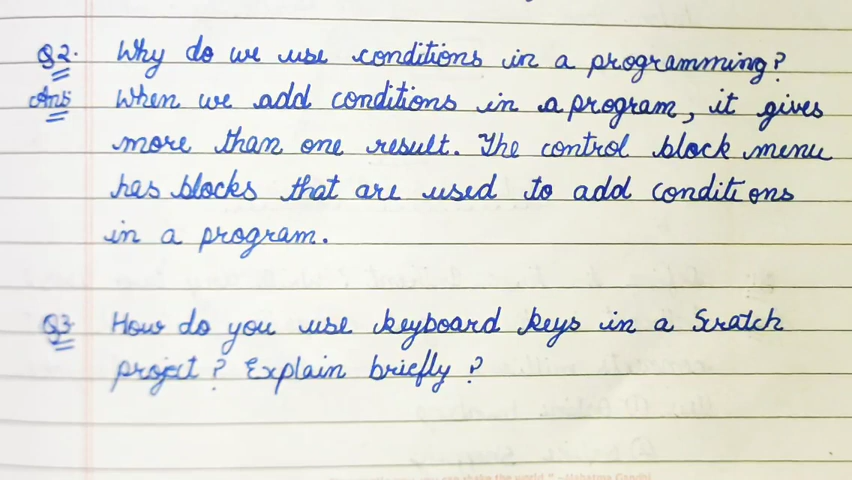 Q2. Why do we use conditions in a programming?
Ans When we add conditions in a program, it gives
more than one result. The control block menu
has blocks that are used to add conditions
in a program.
Q3 How do you use keyboard keys in a Scratch
project? Explain briefly?